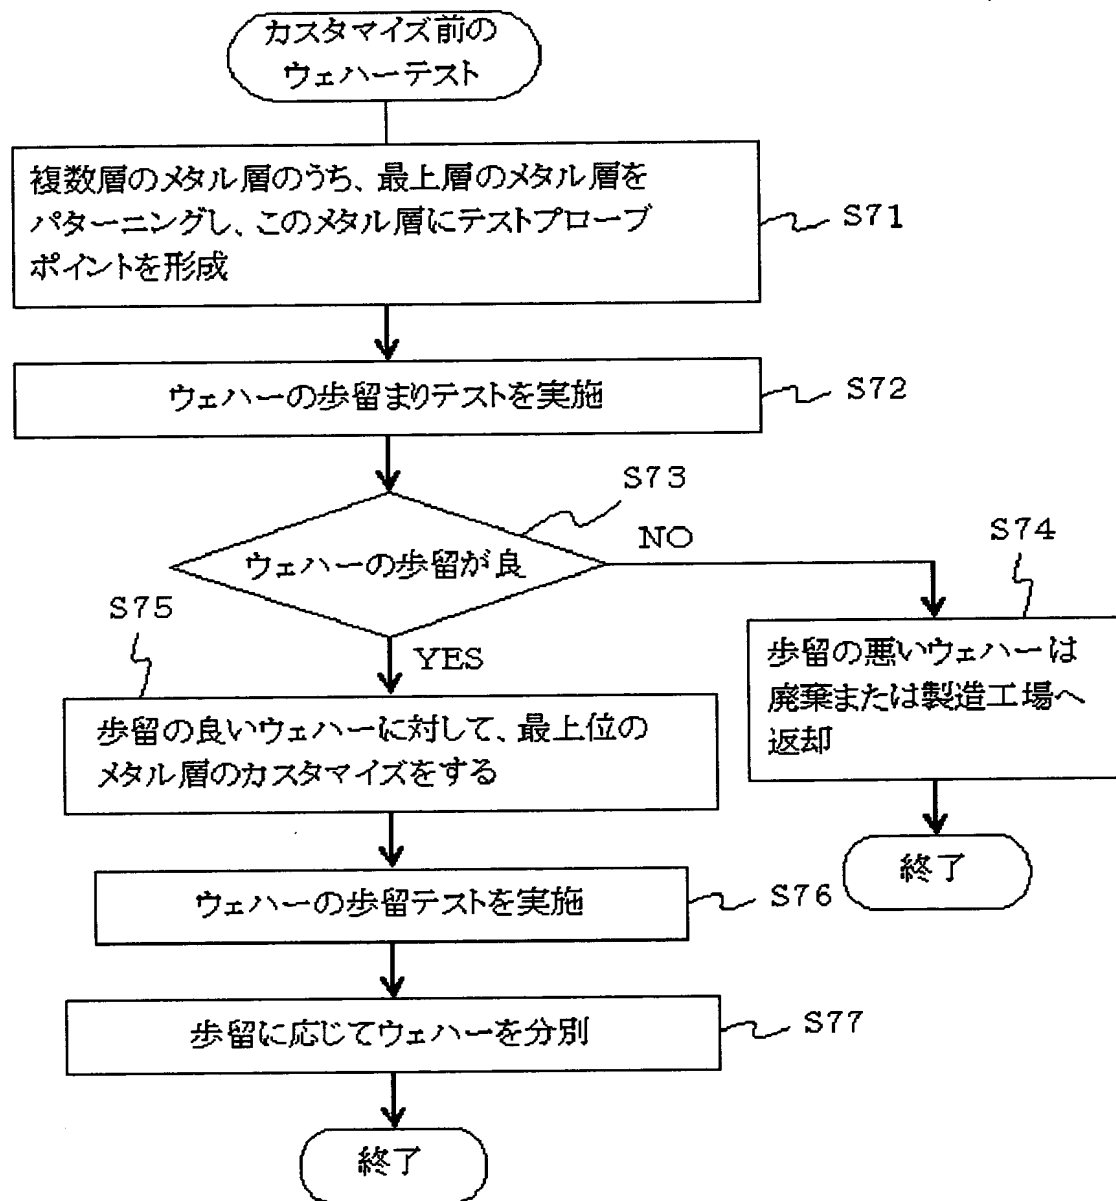 カスタマイズ前の
ウェハーテスト
複数層のメタル層のうち、最上層のメタル層を
パターニングし、このメタル層にテストプローブ
ポイントを形成
S71
ウェハーの歩留まりテストを実施
S72
S73
ウェハーの歩留が良
NO
S74
歩留の悪いウェハーは
廃棄または製造工場へ
返却
終了
YES
S75
歩留の良いウェハーに対して、最上位の
メタル層のカスタマイズをする
ウェハーの歩留テストを実施
S76
歩留に応じてウェハーを分別
S77
終了